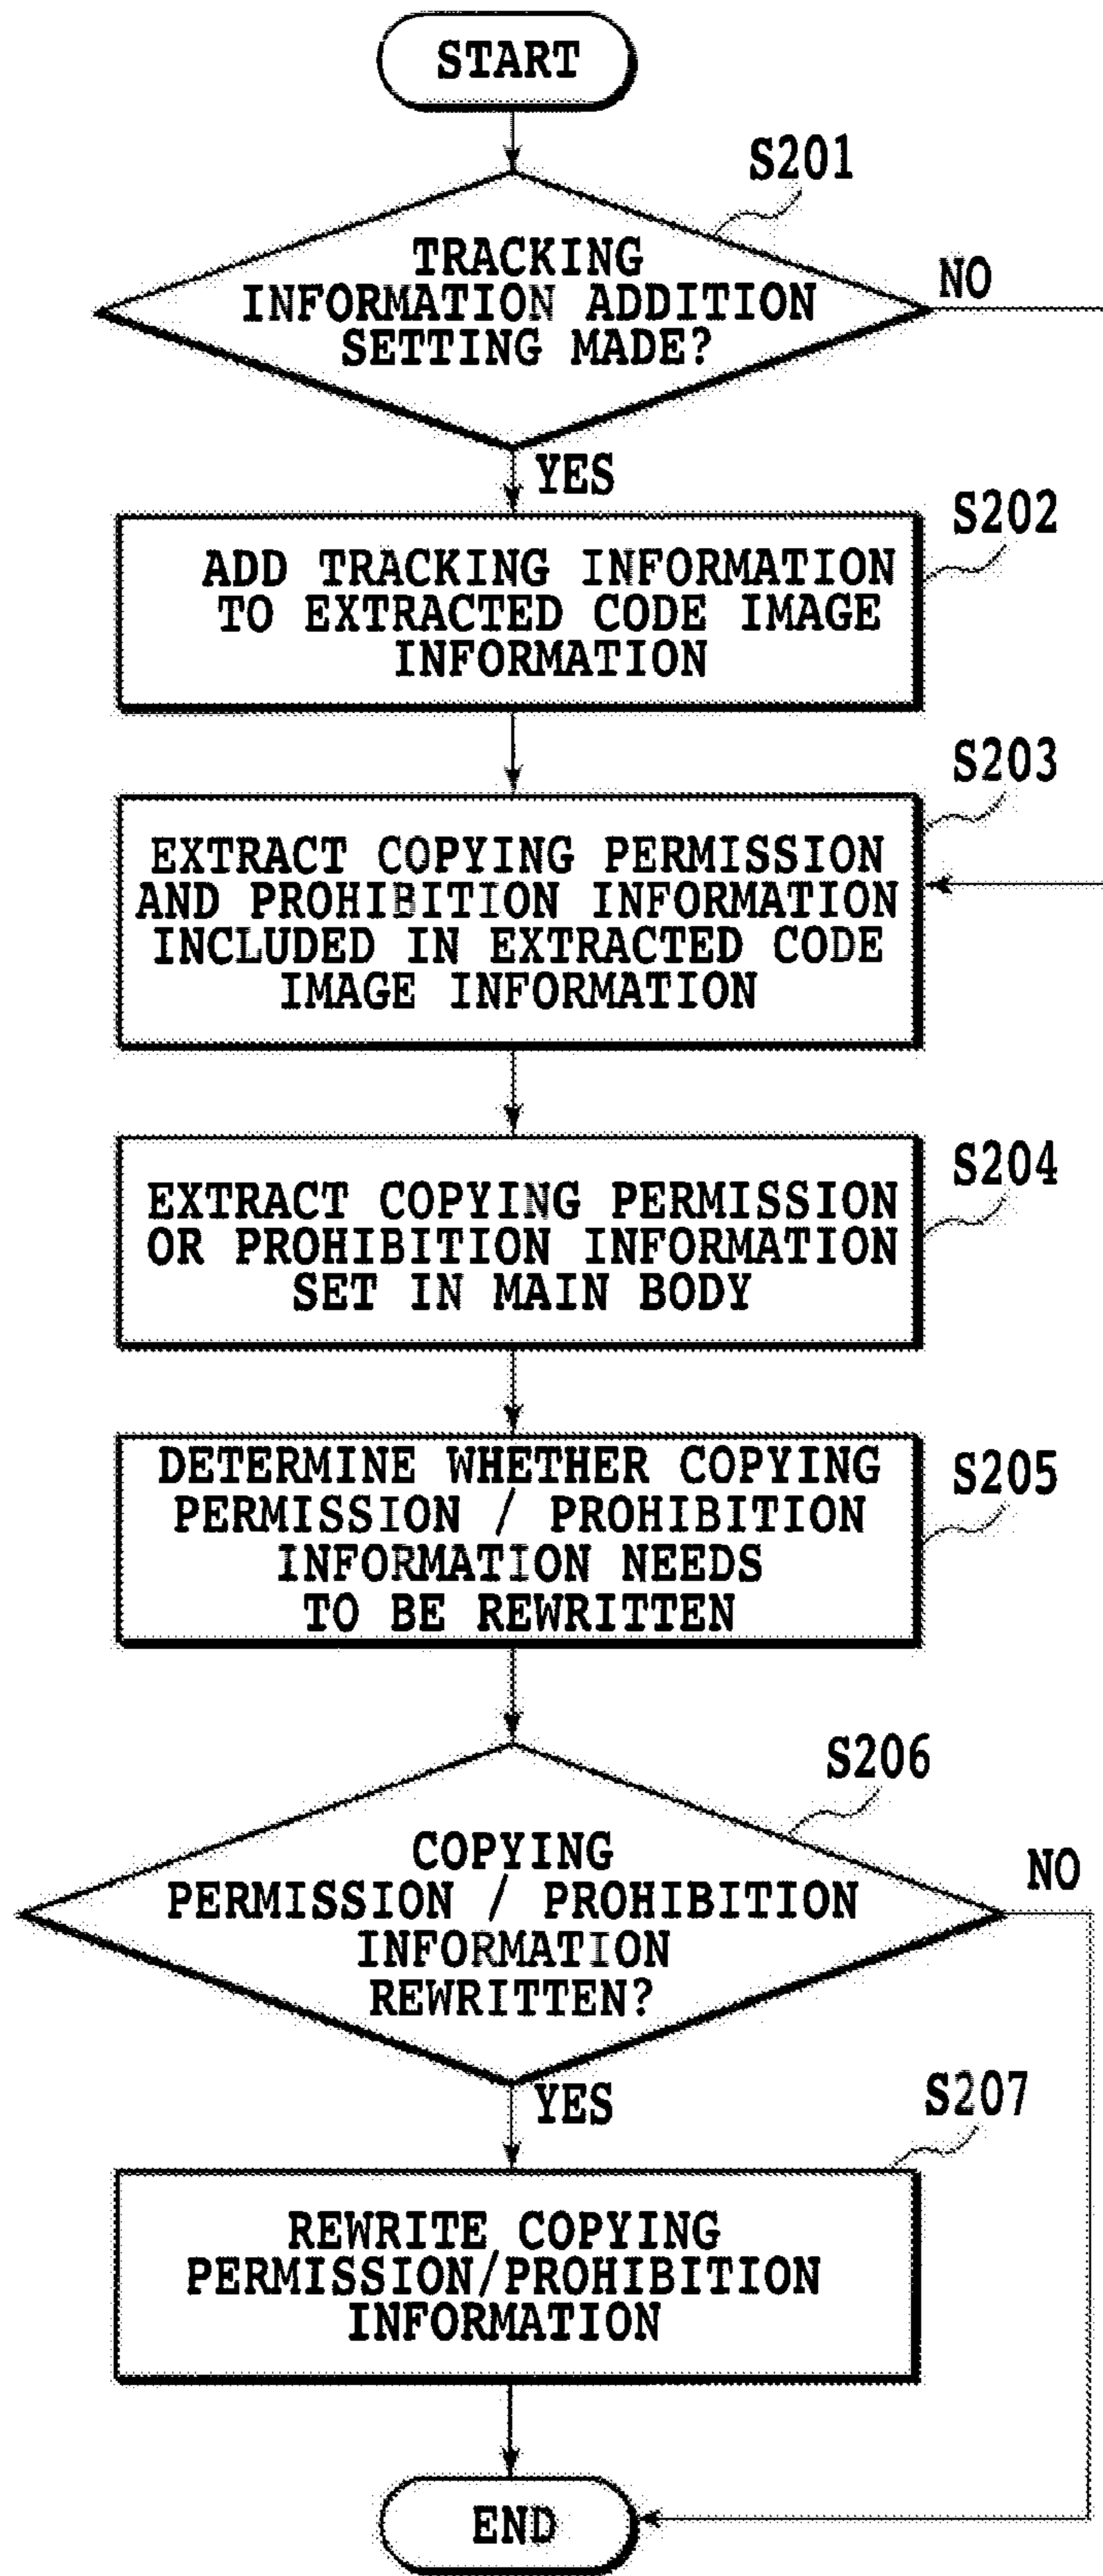 START
S201
TRACKING
INFORMATION ADDITION
SETTING MADE?
NO
YES
S202
ADD TRACKING INFORMATION
TO EXTRACTED CODE IMAGE
INFORMATION
S203
EXTRACT COPYING PERMISSION
AND PROHIBITION INFORMATION
INCLUDED IN EXTRACTED CODE
IMAGE INFORMATION
S204
EXTRACT COPYING PERMISSION
OR PROHIBITION INFORMATION
SET IN MAIN BODY
S205
DETERMINE WHETHER COPYING
PERMISSION / PROHIBITION
INFORMATION NEEDS
TO BE REWRITTEN
S206
COPYING
PERMISSION / PROHIBITION
INFORMATION
REWRITTEN?
NO
YES
S207
REWRITE COPYING
PERMISSION/PROHIBITION
INFORMATION
END